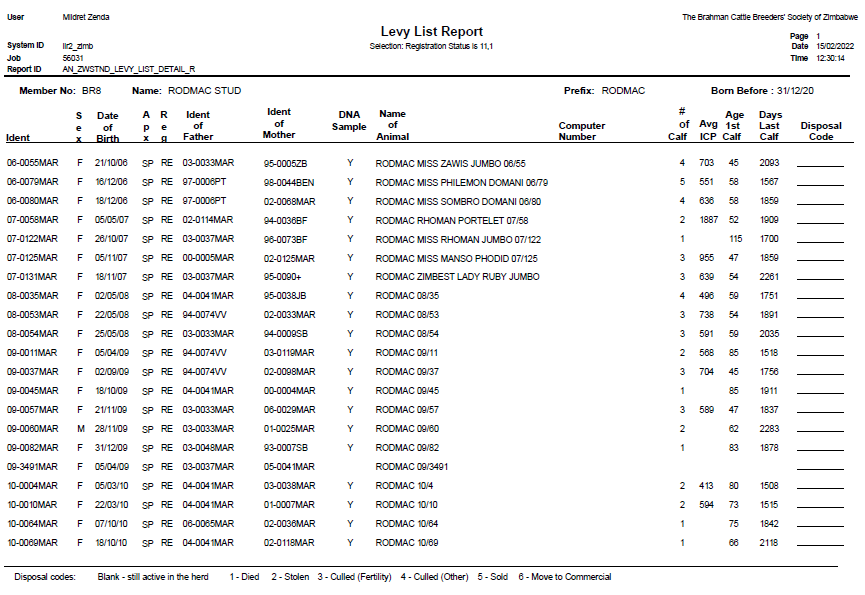 User Mildret Zenda The Brahman Cattle Breeders' Society of Zimbabwe
Levy List Report
Page 1
System ID ilr2_zimb Selection: Registration Status is 11,1 Date 15/02/2022
Job 56031 Time 12:30:14
Report ID AN_ZWSTND_LEVY_LIST_DETAIL_R
Member No: BR8 Name: RODMAC STUD Prefix: RODMAC Born Before : 31/12/20
Ident Sex Date of Birth Apx Reg Ident of Father Ident of Mother DNA Sample Name of Animal Computer Number # of Calf Avg ICP Age 1st Calf Days Last Calf Disposal Code
06-0055MAR F 21/10/06 SP RE 03-0033MAR 95-0005ZB Y RODMAC MISS ZAWIS JUMBO 06/55 4 703 45 2093
06-0079MAR F 16/12/06 SP RE 97-0006PT 98-0044BEN Y RODMAC MISS PHILEMON DOMANI 06/79 5 551 58 1567
06-0080MAR F 18/12/06 SP RE 97-0006PT 02-0068MAR Y RODMAC MISS SOMBRO DOMANI 06/80 4 636 58 1859
07-0058MAR F 05/05/07 SP RE 02-0114MAR 94-0036BF Y RODMAC RHOMAN PORTELET 07/58 2 1887 52 1909
07-0122MAR F 26/10/07 SP RE 03-0037MAR 96-0073BF Y RODMAC MISS RHOMAN JUMBO 07/122 1 115 1700
07-0125MAR F 05/11/07 SP RE 00-0005MAR 02-0125MAR Y RODMAC MISS MANSO PHODID 07/125 3 955 47 1859
07-0131MAR F 18/11/07 SP RE 03-0037MAR 95-0090+ Y RODMAC ZIMBEST LADY RUBY JUMBO 3 639 54 2261
08-0035MAR F 02/05/08 SP RE 04-0041MAR 95-0038JB Y RODMAC 08/35 4 496 59 1751
08-0053MAR F 22/05/08 SP RE 94-0074VV 02-0033MAR Y RODMAC 08/53 3 738 54 1891
08-0054MAR F 25/05/08 SP RE 03-0033MAR 94-0009SB Y RODMAC 08/54 3 591 59 2035
09-0011MAR F 05/04/09 SP RE 94-0074VV 03-0119MAR Y RODMAC 09/11 2 568 85 1518
09-0037MAR F 02/09/09 SP RE 94-0074VV 02-0098MAR Y RODMAC 09/37 3 704 45 1756
09-0045MAR F 18/10/09 SP RE 04-0041MAR 00-0004MAR Y RODMAC 09/45 1 85 1911
09-0057MAR F 21/11/09 SP RE 03-0033MAR 06-0029MAR Y RODMAC 09/57 3 589 47 1837
09-0060MAR M 28/11/09 SP RE 03-0033MAR 01-0025MAR Y RODMAC 09/60 2 62 2283
09-0082MAR F 31/12/09 SP RE 03-0048MAR 93-0007SB Y RODMAC 09/82 1 83 1878
09-3491MAR F 05/04/09 SP RE 03-0037MAR 05-0041MAR RODMAC 09/3491
10-0004MAR F 05/03/10 SP RE 04-0041MAR 03-0038MAR Y RODMAC 10/4 2 413 80 1508
10-0010MAR F 22/03/10 SP RE 04-0041MAR 01-0007MAR Y RODMAC 10/10 2 594 73 1515
10-0064MAR F 07/10/10 SP RE 06-0065MAR 02-0036MAR Y RODMAC 10/64 1 75 1842
10-0069MAR F 18/10/10 SP RE 04-0041MAR 02-0118MAR Y RODMAC 10/69 1 66 2118
Disposal codes: Blank - still active in the herd 1 - Died 2 - Stolen 3 - Culled (Fertility) 4 - Culled (Other) 5 - Sold 6 - Move to Commercial